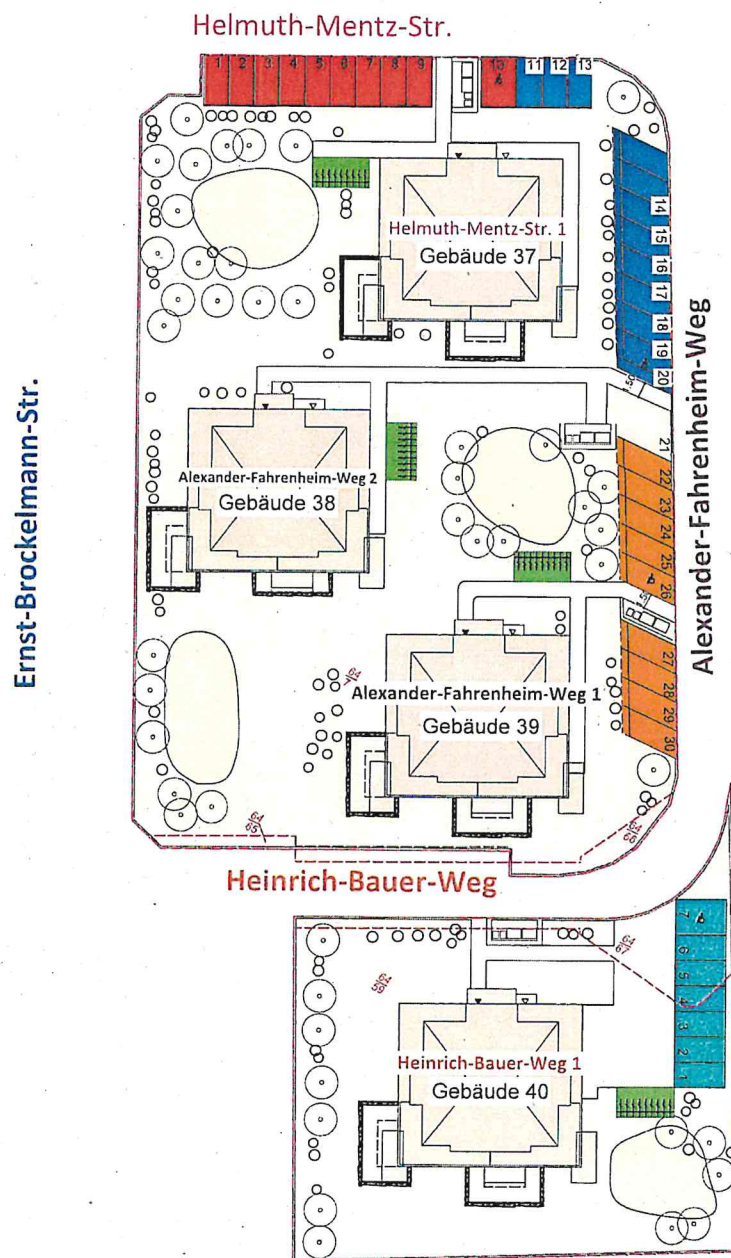 Helmuth-Mentz-Str.
1 2 3 4 5 6 7 8 9 10 11 12 13
14
15
16
17
18
19
20
Helmuth-Mentz-Str. 1
Gebäude 37
Alexander-Fahrenheim-Weg
Ernst-Brockelmann-Str.
Alexander-Fahrenheim-Weg 2
Gebäude 38
21
22
23
24
25
26
Alexander-Fahrenheim-Weg 1
Gebäude 39
27
28
29
30
Heinrich-Bauer-Weg
7
6
5
4
3
2
1
Heinrich-Bauer-Weg 1
Gebäude 40